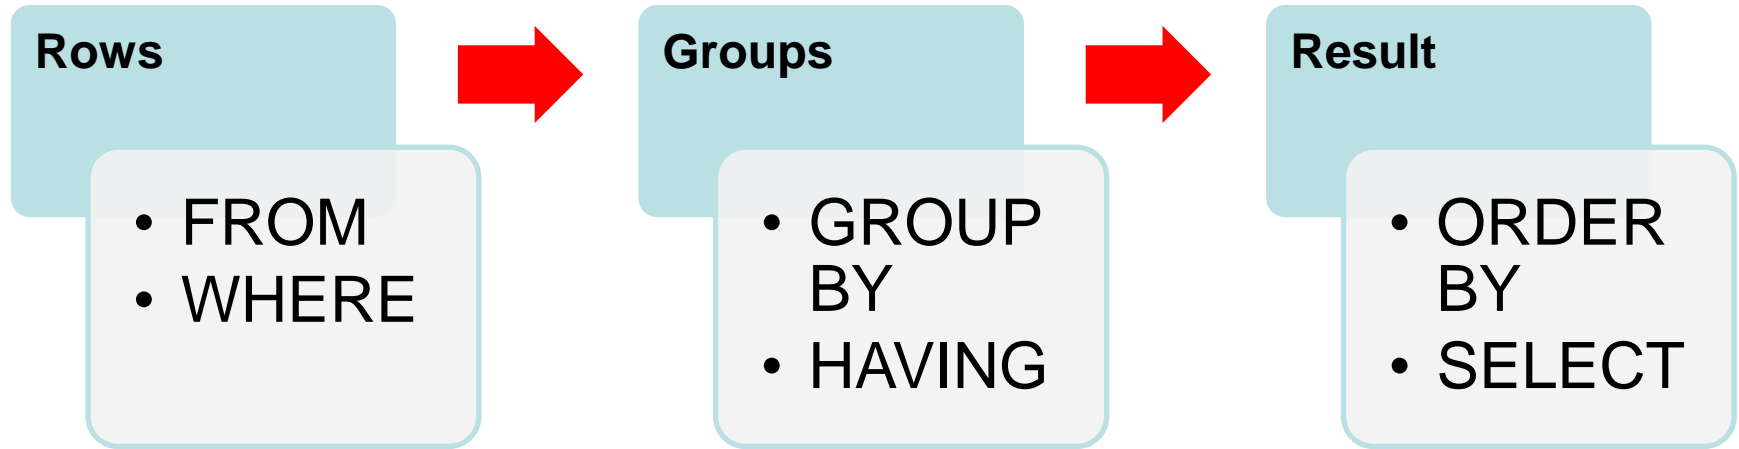 Rows
• FROM
• WHERE
Groups
• GROUP
BY
• HAVING
Result
• ORDER
BY
• SELECT